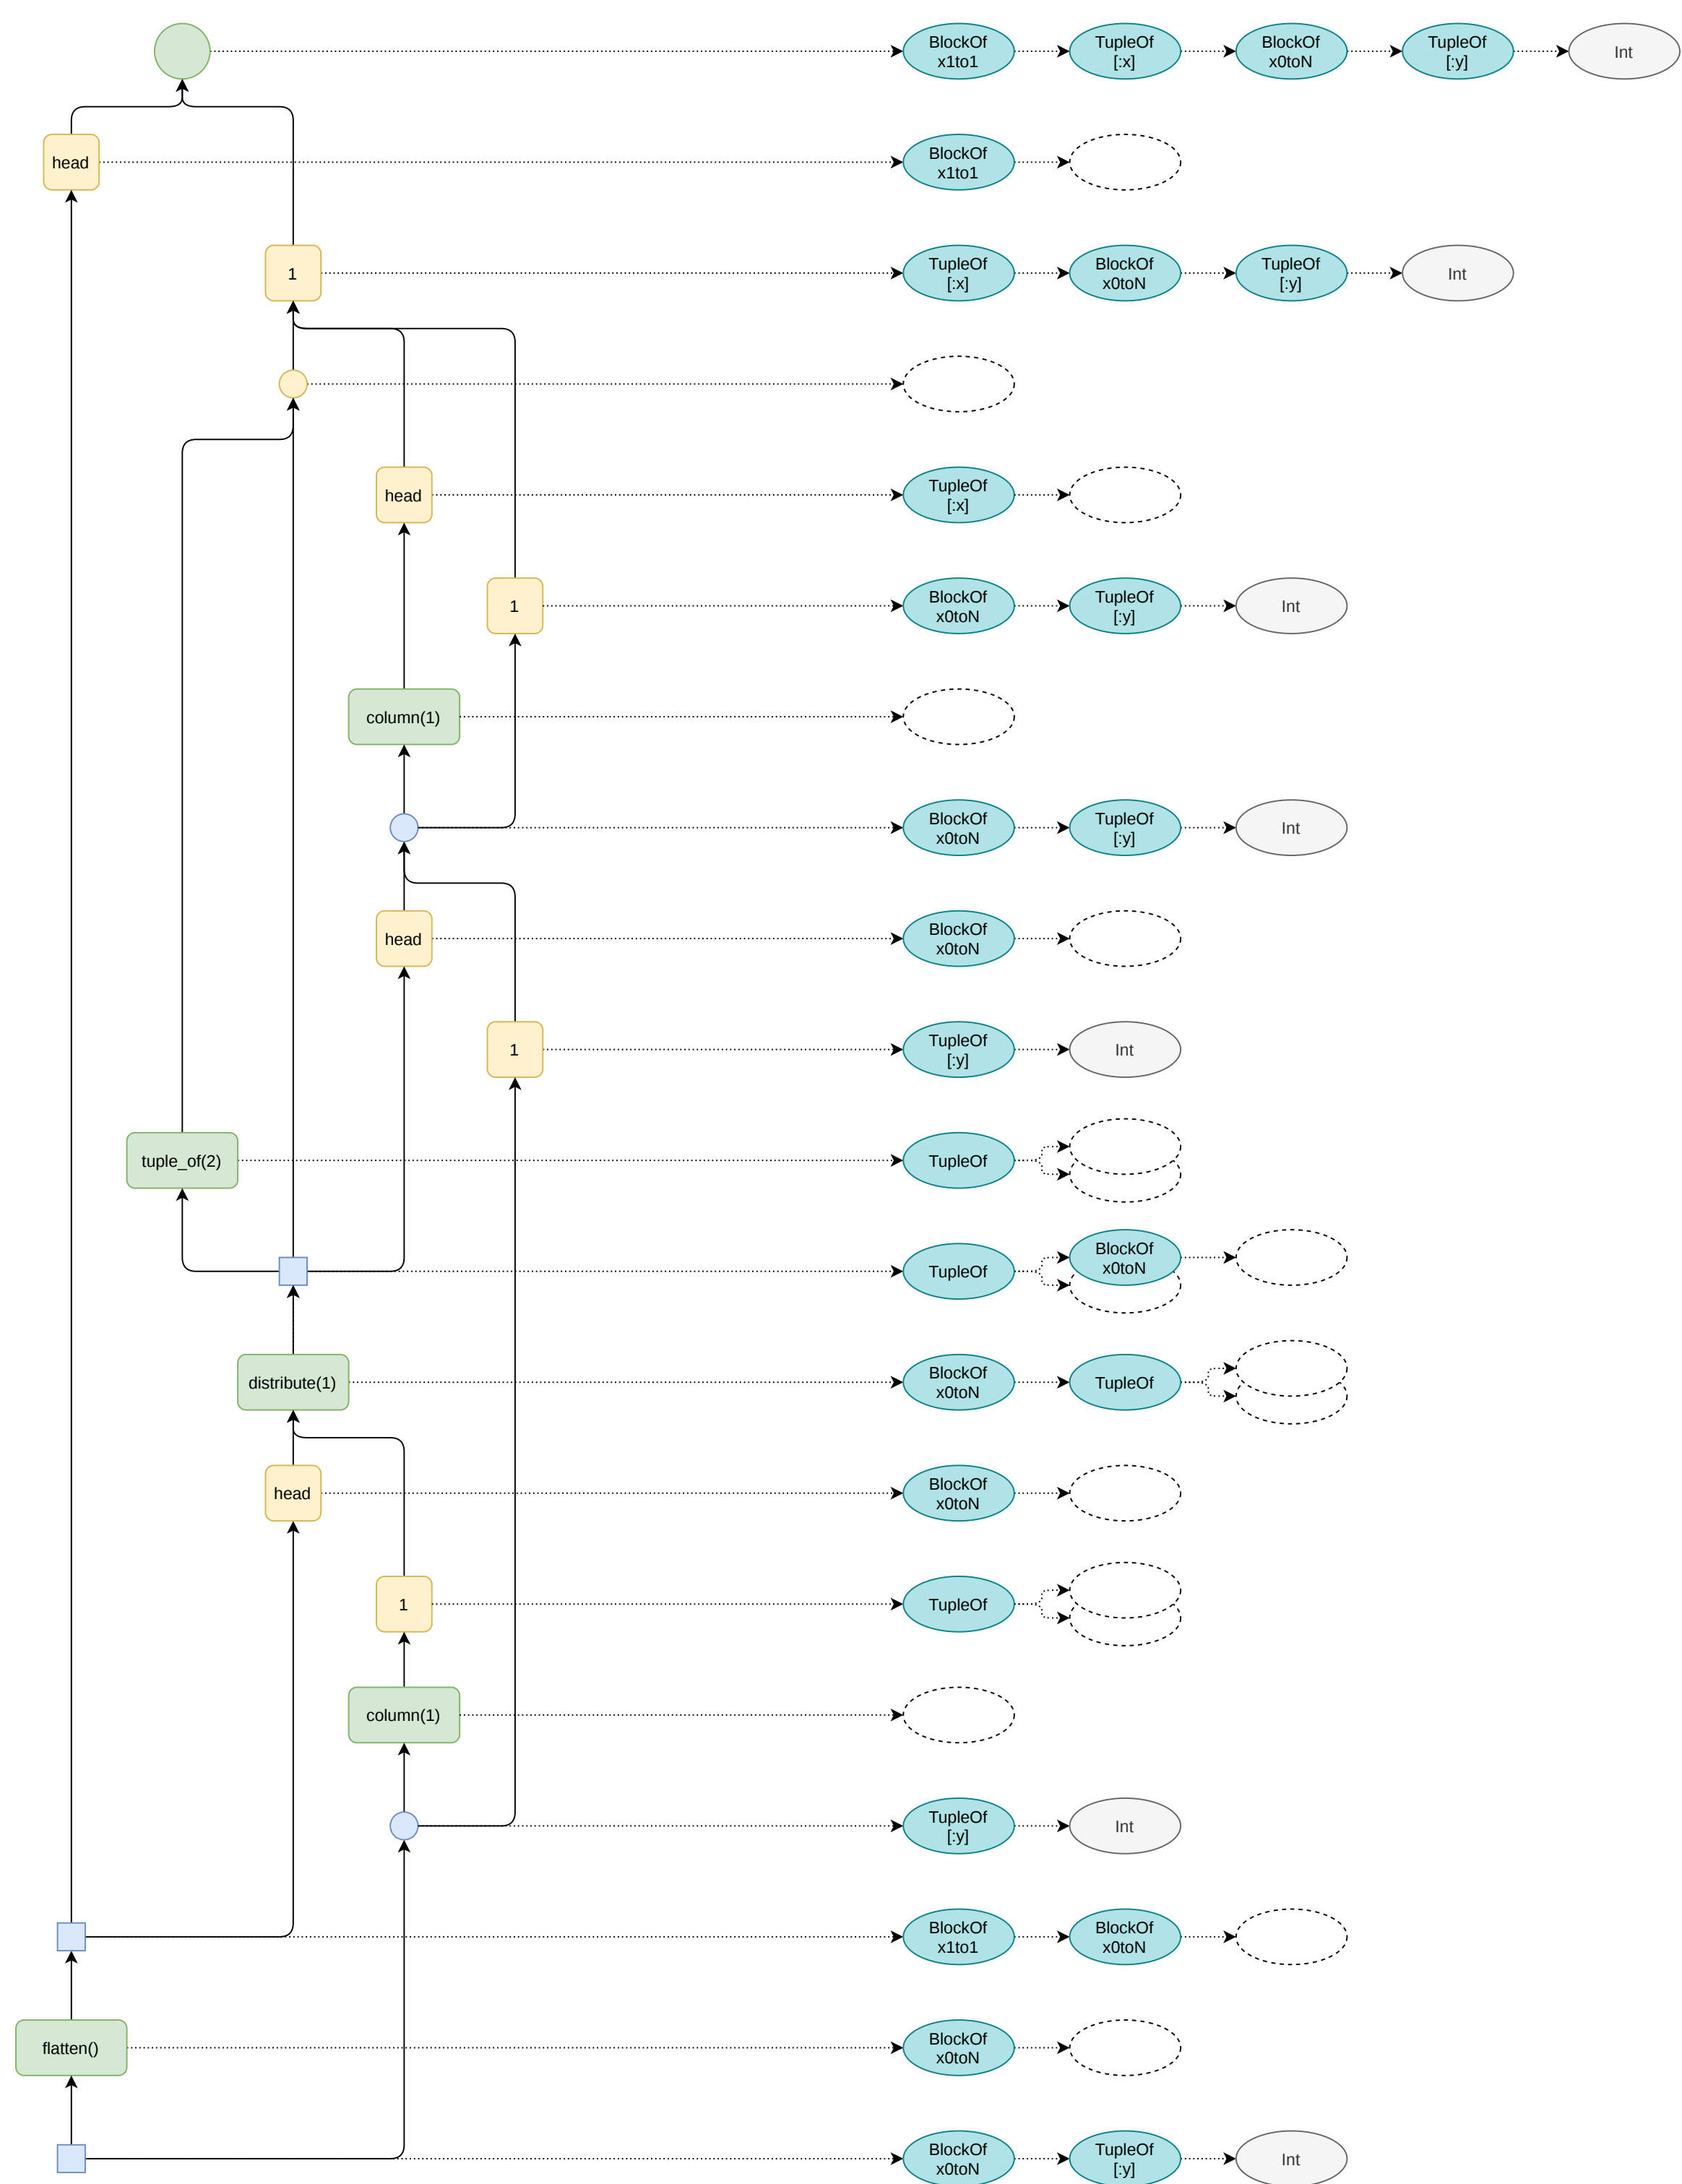 BlockOf
x1to1
TupleOf
[:x]
BlockOf
x0toN
TupleOf
[:y]
Int
head
BlockOf
x1to1
1
TupleOf
[:x]
BlockOf
x0toN
TupleOf
[:y]
Int
head
TupleOf
[:x]
1
BlockOf
x0toN
TupleOf
[:y]
Int
column(1)
BlockOf
x0toN
TupleOf
[:y]
Int
head
BlockOf
x0toN
1
TupleOf
[:y]
Int
tuple_of(2)
TupleOf
TupleOf
BlockOf
x0toN
distribute(1)
BlockOf
x0toN
TupleOf
head
BlockOf
x0toN
1
TupleOf
column(1)
TupleOf
[:y]
Int
BlockOf
x1to1
BlockOf
x0toN
flatten()
BlockOf
x0toN
BlockOf
x0toN
TupleOf
[:y]
Int